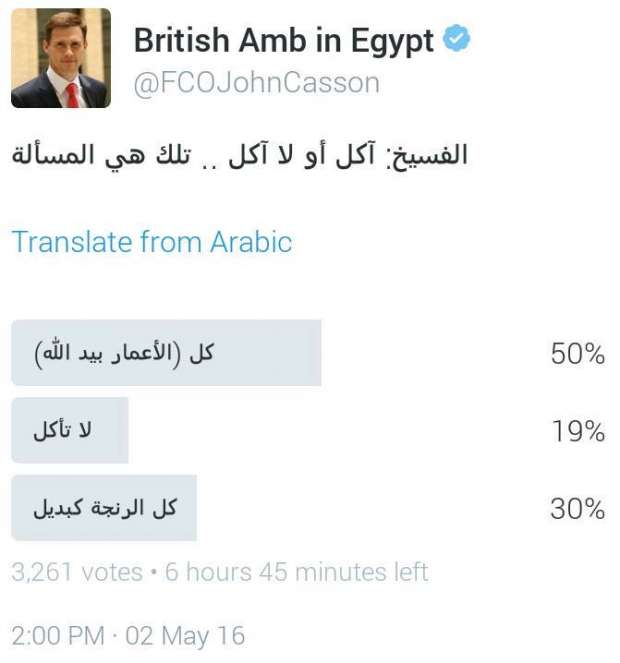 British Amb in Egypt
@FCOJohnCasson
الفسيخ: آكل أو لا آكل .. تلك هي المسألة
Translate from Arabic
كل (الأعمار بيد الله) 50%
لا تأكل 19%
كل الرنجة كبديل 30%
3,261 votes • 6 hours 45 minutes left
2:00 PM · 02 May 16